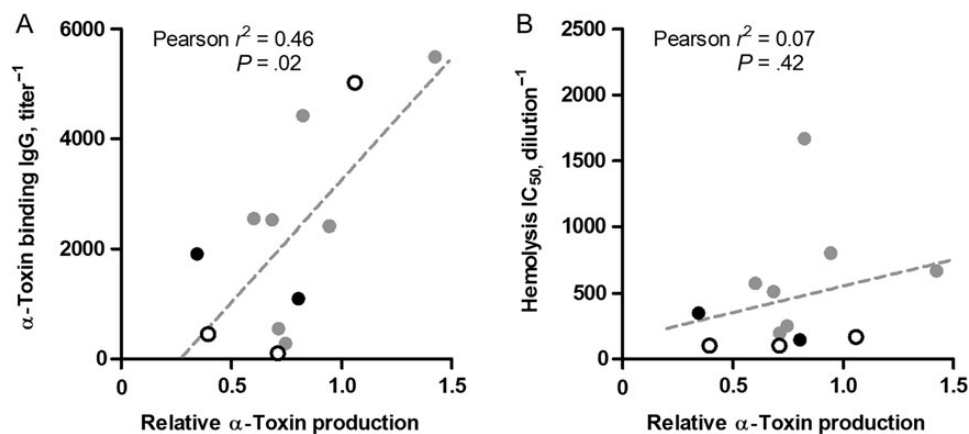 A
Pearson r² = 0.46
P = .02
α-Toxin binding IgG, titer⁻¹
6000
4000
2000
0
0 0.5 1.0 1.5
Relative α-Toxin production
B
Pearson r² = 0.07
P = .42
Hemolysis IC₅₀, dilution⁻¹
2500
2000
1500
1000
500
0
0 0.5 1.0 1.5
Relative α-Toxin production